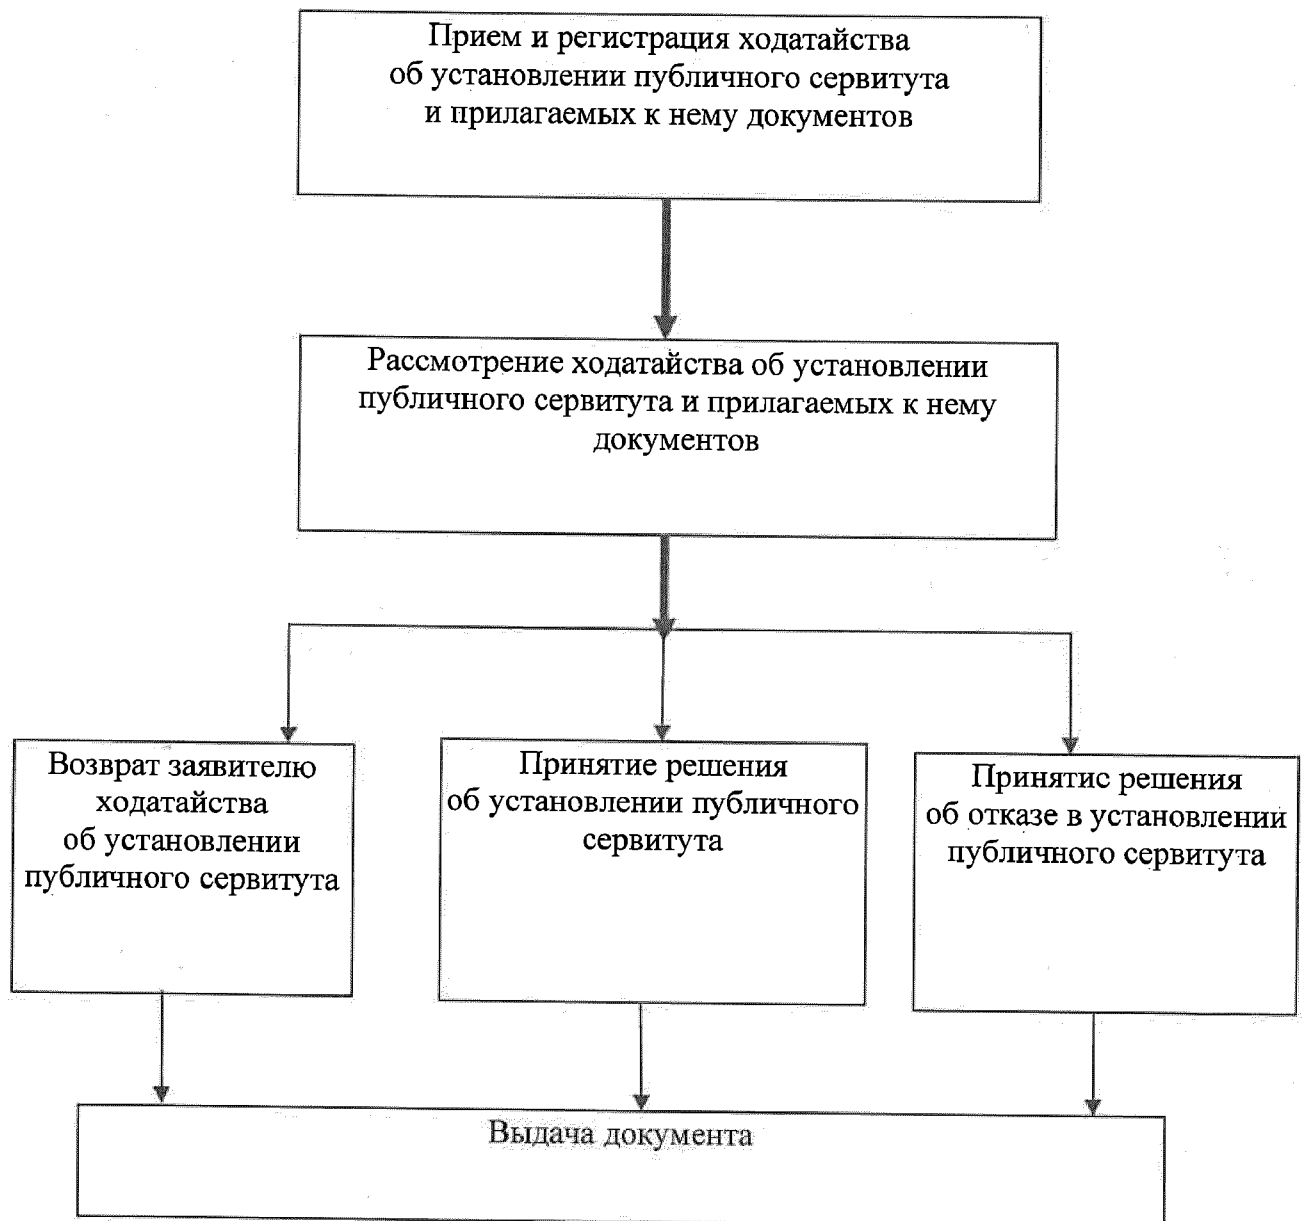 Прием и регистрация ходатайства
об установлении публичного сервитута
и прилагаемых к нему документов
Рассмотрение ходатайства об установлении
публичного сервитута и прилагаемых к нему
документов
Возврат заявителю
ходатайства
об установлении
публичного сервитута
Принятие решения
об установлении публичного
сервитута
Принятие решения
об отказе в установлении
публичного сервитута
Выдача документа